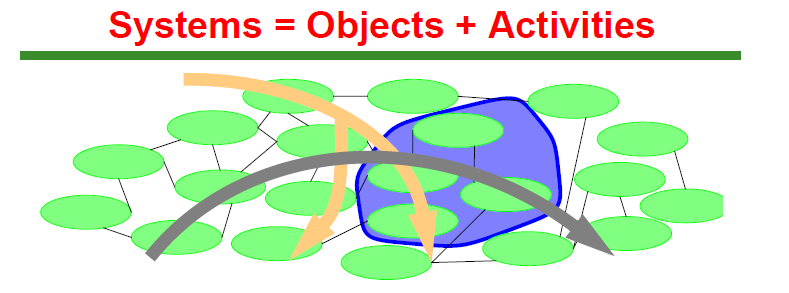 Systems = Objects + Activities